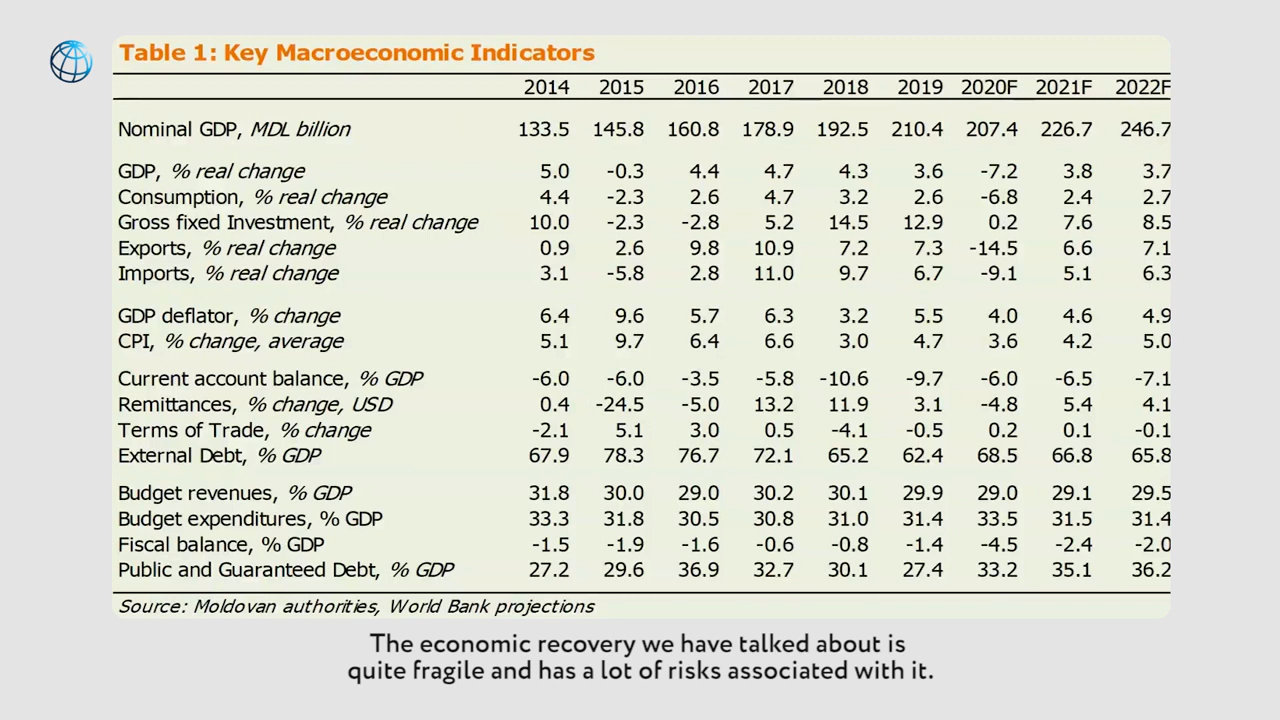 Table 1: Key Macroeconomic Indicators
2014 2015 2016 2017 2018 2019 2020F 2021F 2022F
Nominal GDP, MDL billion 133.5 145.8 160.8 178.9 192.5 210.4 207.4 226.7 246.7
GDP, % real change 5.0 -0.3 4.4 4.7 4.3 3.6 -7.2 3.8 3.7
Consumption, % real change 4.4 -2.3 2.6 4.7 3.2 2.6 -6.8 2.4 2.7
Gross fixed Investment, % real change 10.0 -2.3 -2.8 5.2 14.5 12.9 0.2 7.6 8.5
Exports, % real change 0.9 2.6 9.8 10.9 7.2 7.3 -14.5 6.6 7.1
Imports, % real change 3.1 -5.8 2.8 11.0 9.7 6.7 -9.1 5.1 6.3
GDP deflator, % change 6.4 9.6 5.7 6.3 3.2 5.5 4.0 4.6 4.9
CPI, % change, average 5.1 9.7 6.4 6.6 3.0 4.7 3.6 4.2 5.0
Current account balance, % GDP -6.0 -6.0 -3.5 -5.8 -10.6 -9.7 -6.0 -6.5 -7.1
Remittances, % change, USD 0.4 -24.5 -5.0 13.2 11.9 3.1 -4.8 5.4 4.1
Terms of Trade, % change -2.1 5.1 3.0 0.5 -4.1 -0.5 0.2 0.1 -0.1
External Debt, % GDP 67.9 78.3 76.7 72.1 65.2 62.4 68.5 66.8 65.8
Budget revenues, % GDP 31.8 30.0 29.0 30.2 30.1 29.9 29.0 29.1 29.5
Budget expenditures, % GDP 33.3 31.8 30.5 30.8 31.0 31.4 33.5 31.5 31.4
Fiscal balance, % GDP -1.5 -1.9 -1.6 -0.6 -0.8 -1.4 -4.5 -2.4 -2.0
Public and Guaranteed Debt, % GDP 27.2 29.6 36.9 32.7 30.1 27.4 33.2 35.1 36.2
Source: Moldovan authorities, World Bank projections
The economic recovery we have talked about is
quite fragile and has a lot of risks associated with it.